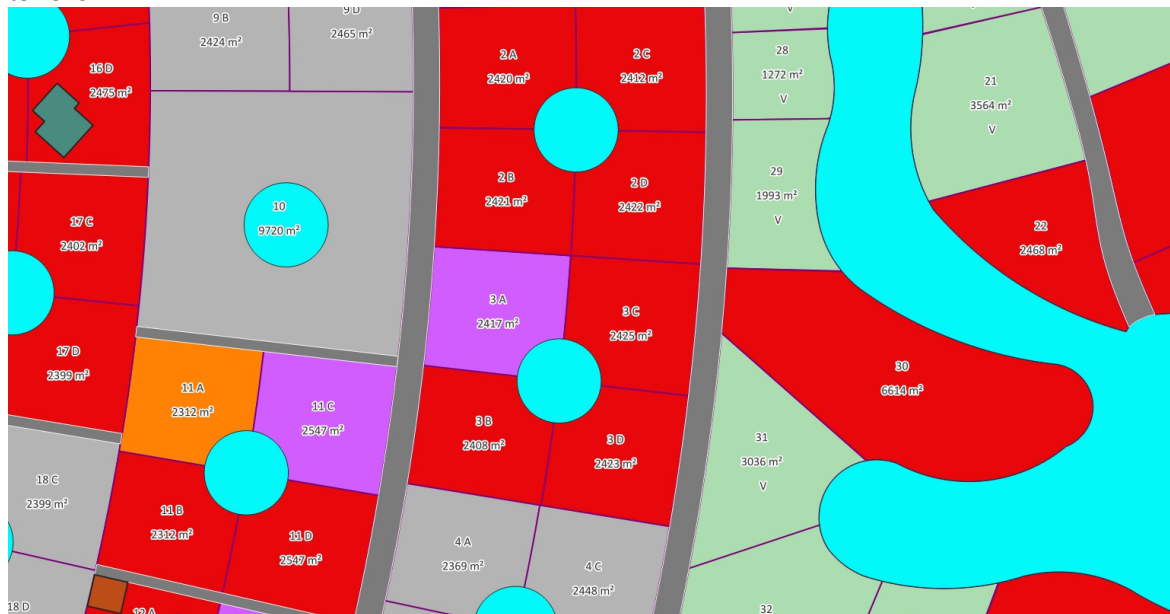 9 B
2424 m²
9 D
2465 m²
16 D
2475 m²
2 A
2420 m²
2 C
2412 m²
V
28
1272 m²
V
21
3564 m²
V
29
1993 m²
V
2 B
2421 m²
2 D
2422 m²
10
9720 m²
17 C
2402 m²
22
2468 m²
3 A
2417 m²
3 C
2425 m²
17 D
2399 m²
11 A
2312 m²
11 C
2547 m²
30
6614 m²
3 B
2408 m²
3 D
2423 m²
31
3036 m²
V
18 C
2399 m²
11 B
2312 m²
11 D
2547 m²
4 A
2369 m²
4 C
2448 m²
18 D
12 A
32